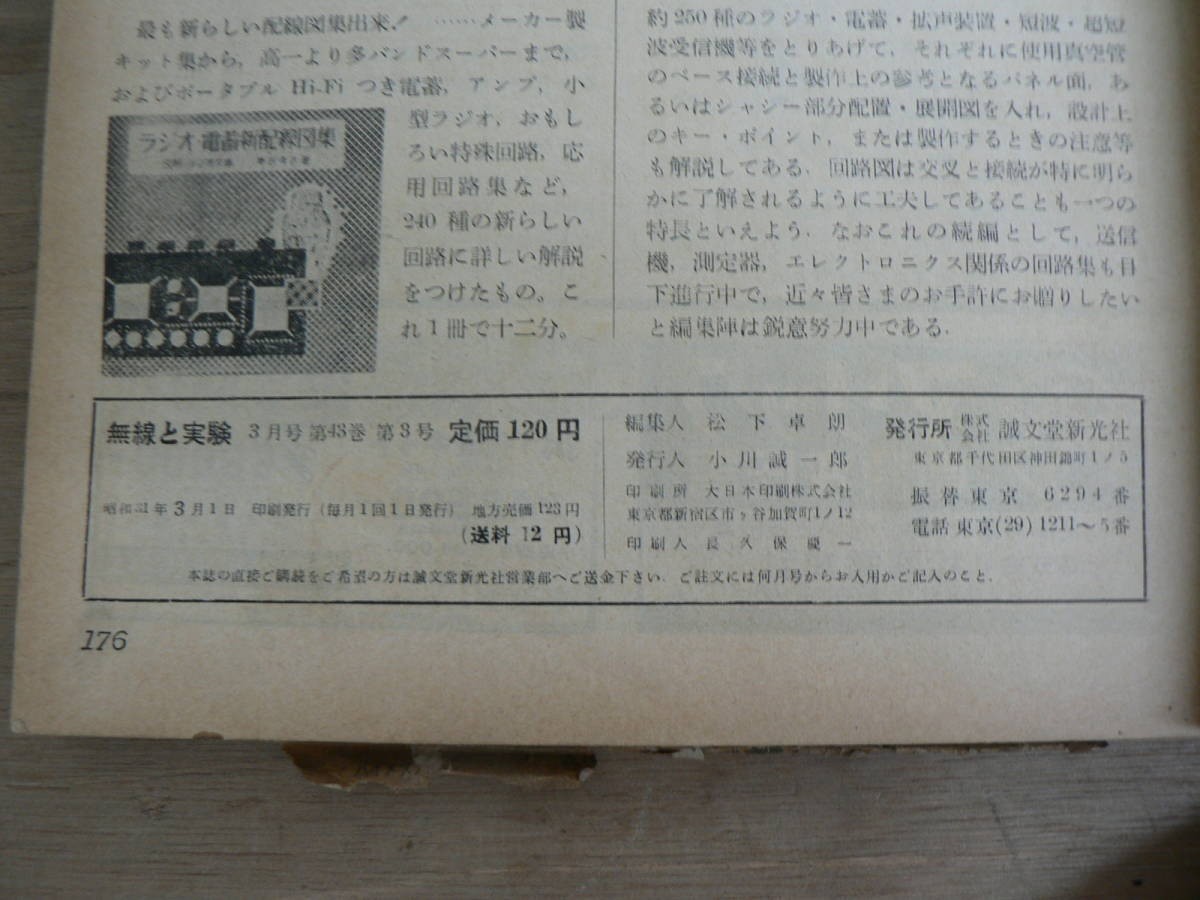 最も新らしい配線図集出来！ ……メーカー製
キット集から，高一より多バンドスーパーまで，
およびポータブル Hi-Fi つき電蓄，アンプ，小
型ラジオ，おもし
ろい特殊回路，応
用回路集など，
240 種の新らしい
回路に詳しい解説
をつけたもの。こ
れ1冊で十二分。
ラジオ・電蓄新配線図集
約250種のラジオ・電蓄・拡声装置・短波・超短
波受信機等をとりあげて，それぞれに使用真空管
のベース接続と製作上の参考となるパネル面，あ
るいはシャシー部分配置・展開図を入れ，設計上
のキー・ポイント，または製作するときの注意等
も解説してある．回路図は交叉と接続が特に明ら
かに了解されるように工夫してあることも一つの
特長といえよう．なおこれの続編として，送信
機，測定器，エレクトロニクス関係の回路集も目
下進行中で，近々皆さまのお手許にお贈りしたい
と編集陣は鋭意努力中である．
無線と実験 3月号 第43巻 第3号 定価 120 円
昭和31年3月1日 印刷発行 (毎月1回1日発行) 地方売価 123円
(送料 12 円)
編集人 松下卓朗
発行人 小川誠一郎
印刷所 大日本印刷株式会社
東京都新宿区市ヶ谷加賀町1ノ12
印刷人 長久保慶一
発行所 株式会社 誠文堂新光社
東京都千代田区神田錦町1ノ5
振替東京 6294番
電話 東京(29) 1211～5番
本誌の直接ご購読をご希望の方は誠文堂新光社営業部へご送金下さい．ご註文には何月号からお入用かご記入のこと．
176